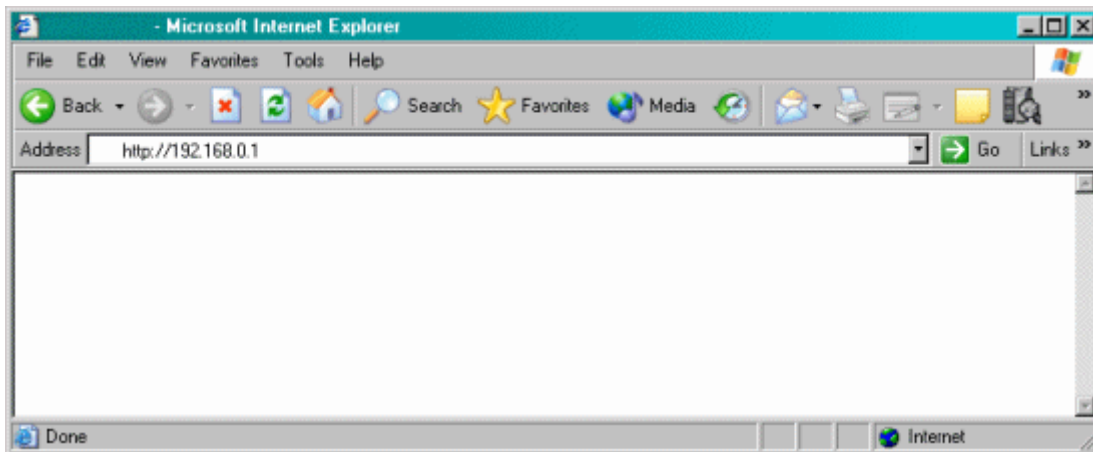 - Microsoft Internet Explorer
File Edit View Favorites Tools Help
Back Search Favorites Media »
Address http://192.168.0.1 Go Links »
Done Internet